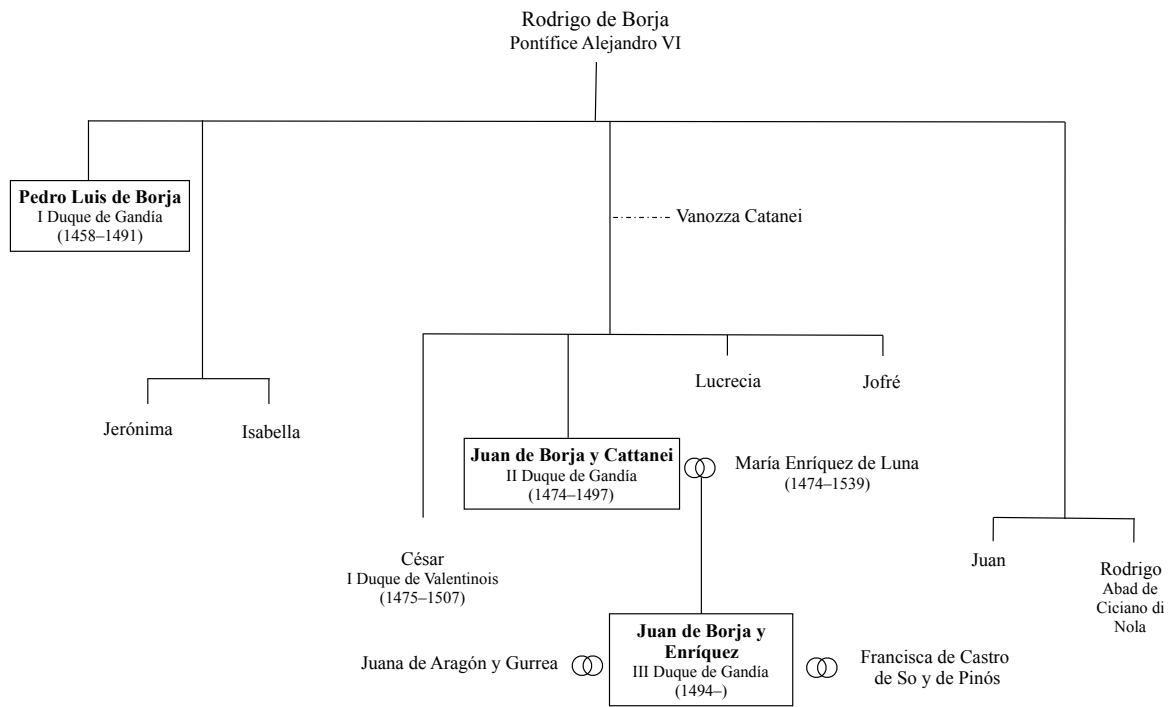 Rodrigo de Borja
Pontífice Alejandro VI
Pedro Luis de Borja
I Duque de Gandía
(1458–1491)
Vanozza Catanei
Lucrecia
Jofré
Jerónima
Isabella
Juan de Borja y Cattanei
II Duque de Gandía
(1474–1497)
María Enríquez de Luna
(1474–1539)
César
I Duque de Valentinois
(1475–1507)
Juan
Rodrigo
Abad de
Ciciano di
Nola
Juana de Aragón y Gurrea
Juan de Borja y
Enríquez
III Duque de Gandía
(1494–)
Francisca de Castro
de So y de Pinós